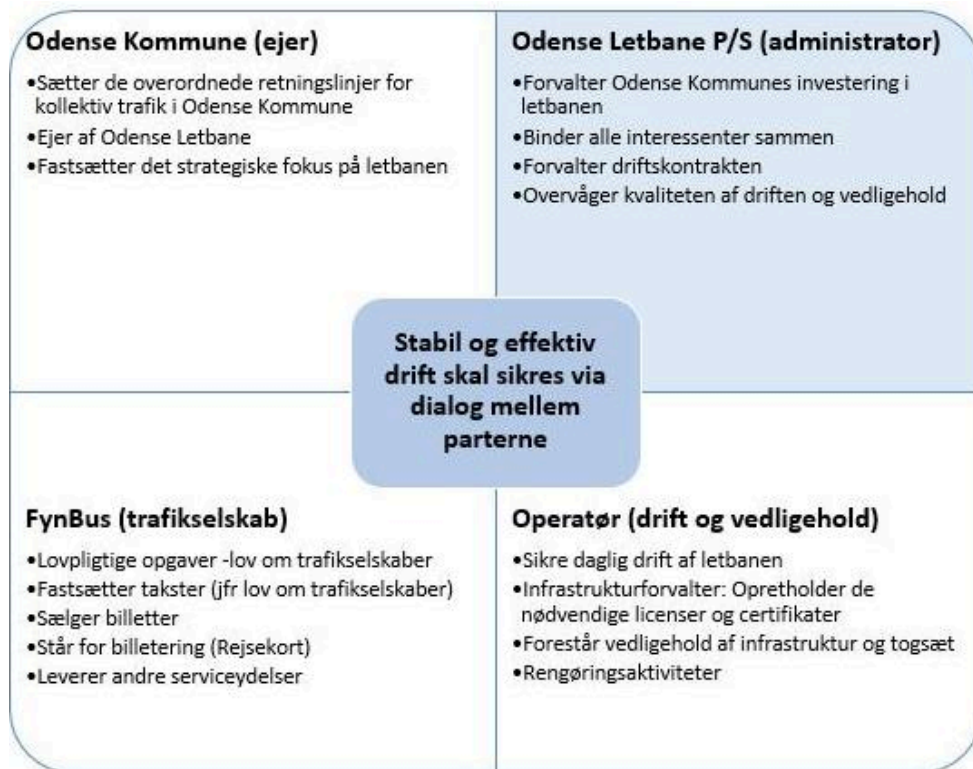 Odense Kommune (ejer)
•Sætter de overordnede retningslinjer for
kollektiv trafik i Odense Kommune
•Ejer af Odense Letbane
•Fastsætter det strategiske fokus på letbanen
Odense Letbane P/S (administrator)
•Forvalter Odense Kommunes investering i
letbanen
•Binder alle interessenter sammen
•Forvalter driftskontrakten
•Overvåger kvaliteten af driften og vedligehold
Stabil og effektiv
drift skal sikres via
dialog mellem
parterne
FynBus (trafikselskab)
•Lovpligtige opgaver -lov om trafikselskaber
•Fastsætter takster (jfr lov om trafikselskaber)
•Sælger billetter
•Står for billetering (Rejsekort)
•Leverer andre serviceydelser
Operatør (drift og vedligehold)
•Sikre daglig drift af letbanen
•Infrastrukturforvalter: Opretholder de
nødvendige licenser og certifikater
•Forestår vedligehold af infrastruktur og togsæt
•Rengøringsaktiviteter